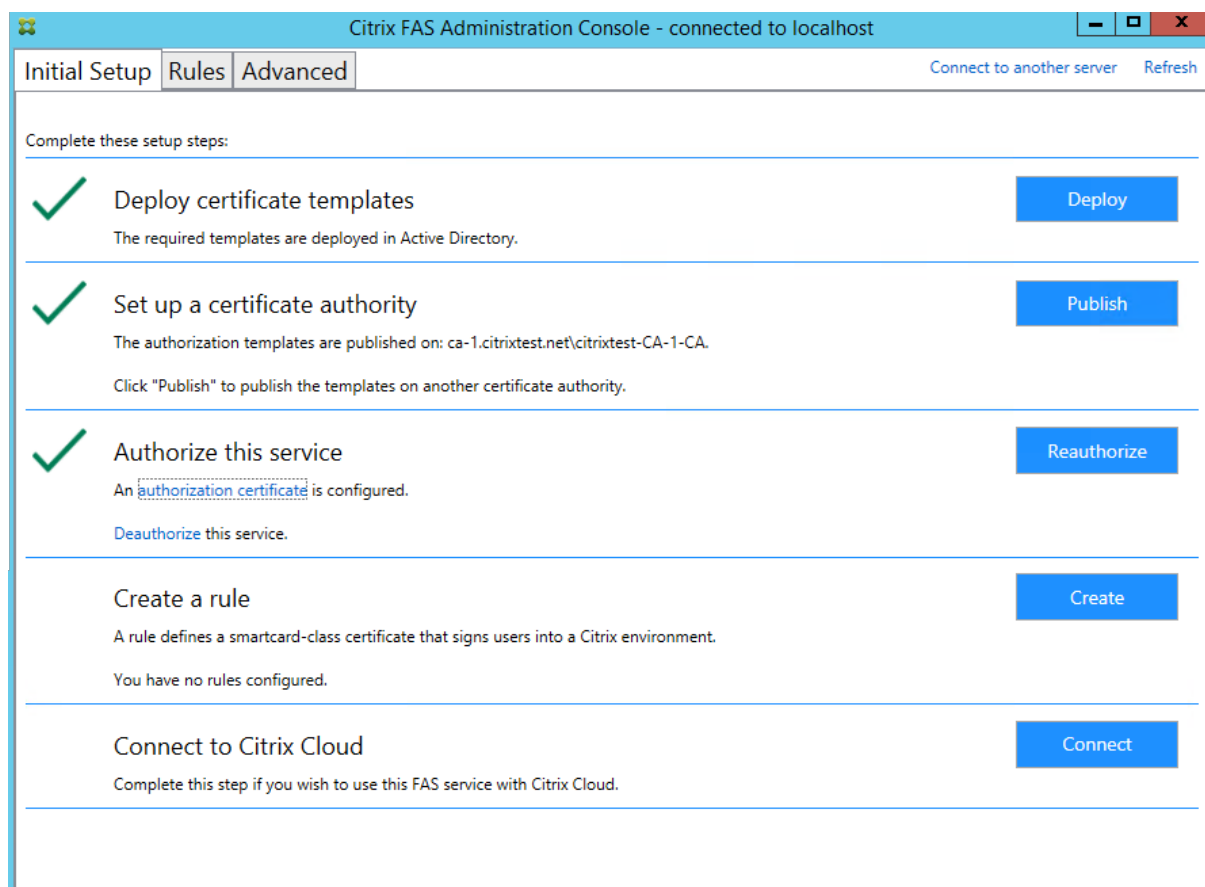 Citrix FAS Administration Console - connected to localhost
Initial Setup Rules Advanced Connect to another server Refresh
Complete these setup steps:
Deploy certificate templates Deploy
The required templates are deployed in Active Directory.
Set up a certificate authority Publish
The authorization templates are published on: ca-1.citrixtest.net\citrixtest-CA-1-CA.
Click "Publish" to publish the templates on another certificate authority.
Authorize this service Reauthorize
An authorization certificate is configured.
Deauthorize this service.
Create a rule Create
A rule defines a smartcard-class certificate that signs users into a Citrix environment.
You have no rules configured.
Connect to Citrix Cloud Connect
Complete this step if you wish to use this FAS service with Citrix Cloud.